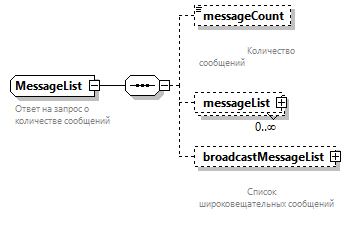 messageCount
Количество
сообщений
MessageList
Ответ на запрос о
количестве сообщений
messageList
0..∞
broadcastMessageList
Список
широковещательных сообщений